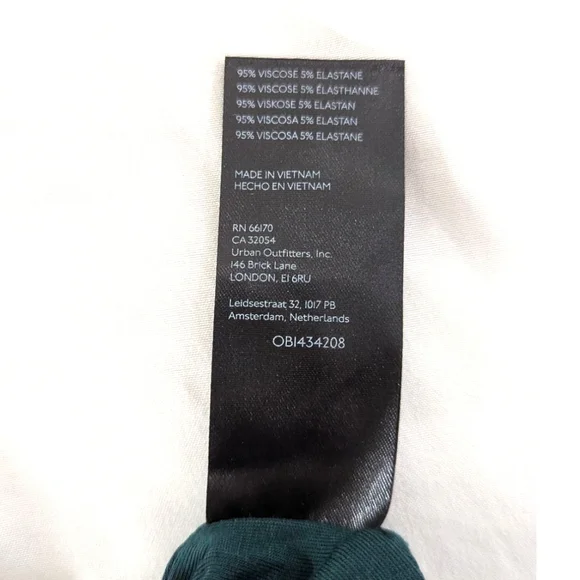 95% VISCOSE 5% ELASTANE
95% VISCOSE 5% ÉLASTHANNE
95% VISKOSE 5% ELASTAN
95% VISCOSA 5% ELASTAN
95% VISCOSA 5% ELASTANE
MADE IN VIETNAM
HECHO EN VIETNAM
RN 66170
CA 32054
Urban Outfitters, Inc.
146 Brick Lane
LONDON, E1 6RU
Leidsestraat 32, 1017 PB
Amsterdam, Netherlands
OB1434208